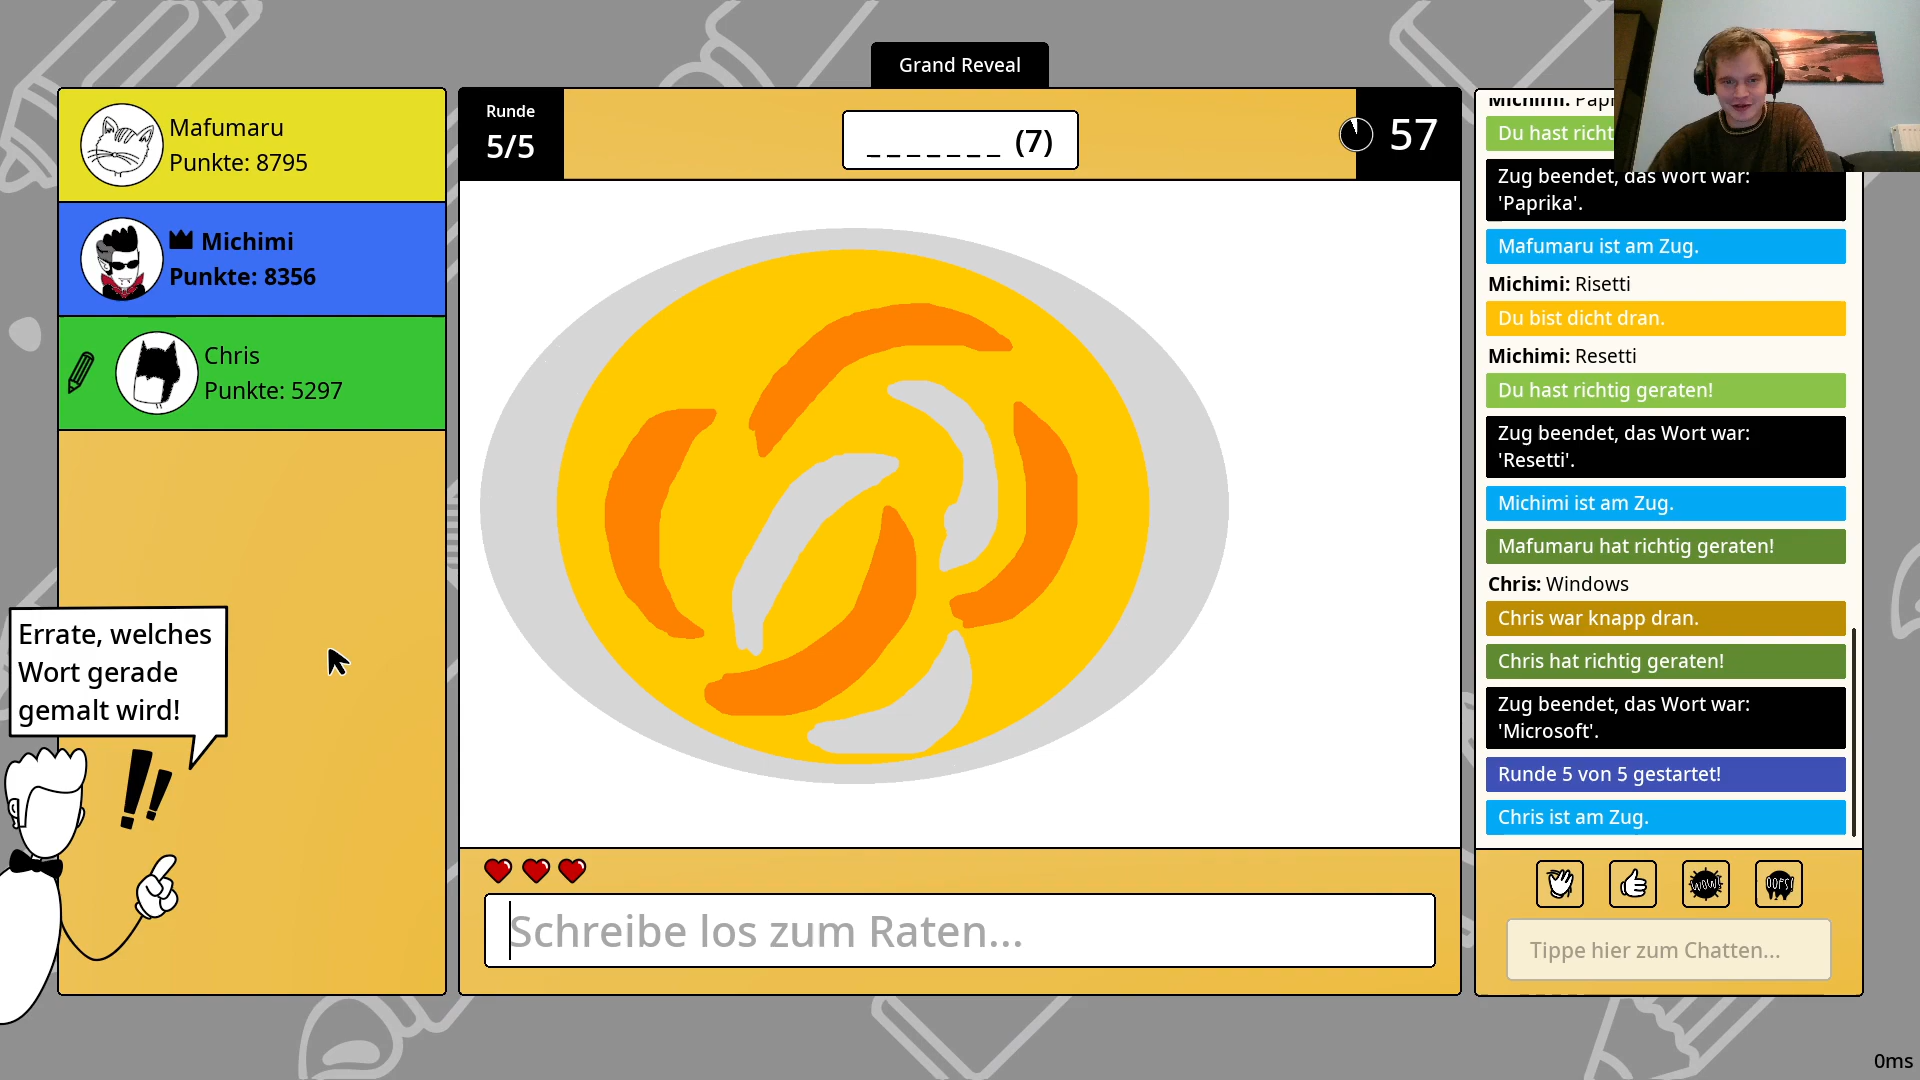 Grand Reveal
Mafumaru
Punkte: 8795
Michimi
Punkte: 8356
Chris
Punkte: 5297
Errate, welches
Wort gerade
gemalt wird!
Runde
5/5
_ _ _ _ _ _ _ (7)
57
Schreibe los zum Raten...
Michimi:
Du hast richt
Zug beendet, das Wort war:
'Paprika'.
Mafumaru ist am Zug.
Michimi: Risetti
Du bist dicht dran.
Michimi: Resetti
Du hast richtig geraten!
Zug beendet, das Wort war:
'Resetti'.
Michimi ist am Zug.
Mafumaru hat richtig geraten!
Chris: Windows
Chris war knapp dran.
Chris hat richtig geraten!
Zug beendet, das Wort war:
'Microsoft'.
Runde 5 von 5 gestartet!
Chris ist am Zug.
WOW!
OOPS!
Tippe hier zum Chatten...
0ms